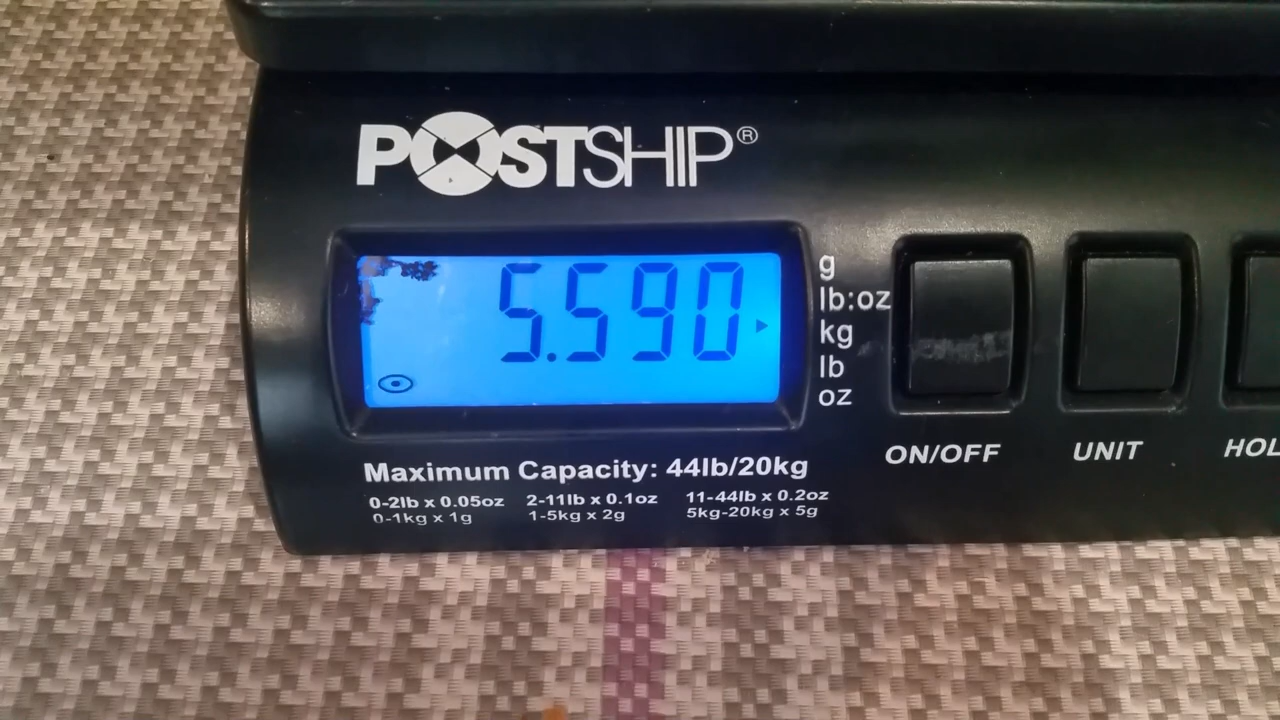 POSTSHIP®
5.590
g
lb:oz
kg
lb
oz
ON/OFF
UNIT
HOL
Maximum Capacity: 44lb/20kg
0-2lb x 0.05oz 2-11lb x 0.1oz 11-44lb x 0.2oz
0-1kg x 1g 1-5kg x 2g 5kg-20kg x 5g